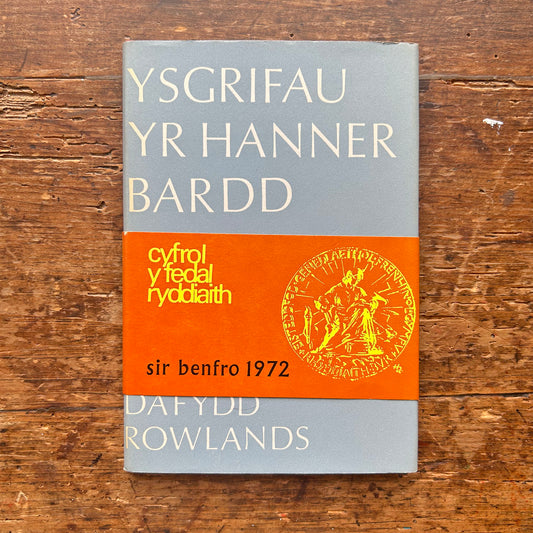 YSGRIFAU
YR HANNER
BARDD
cyfrol
y fedal
ryddiaith
sir benfro 1972
DAFYDD
ROWLANDS